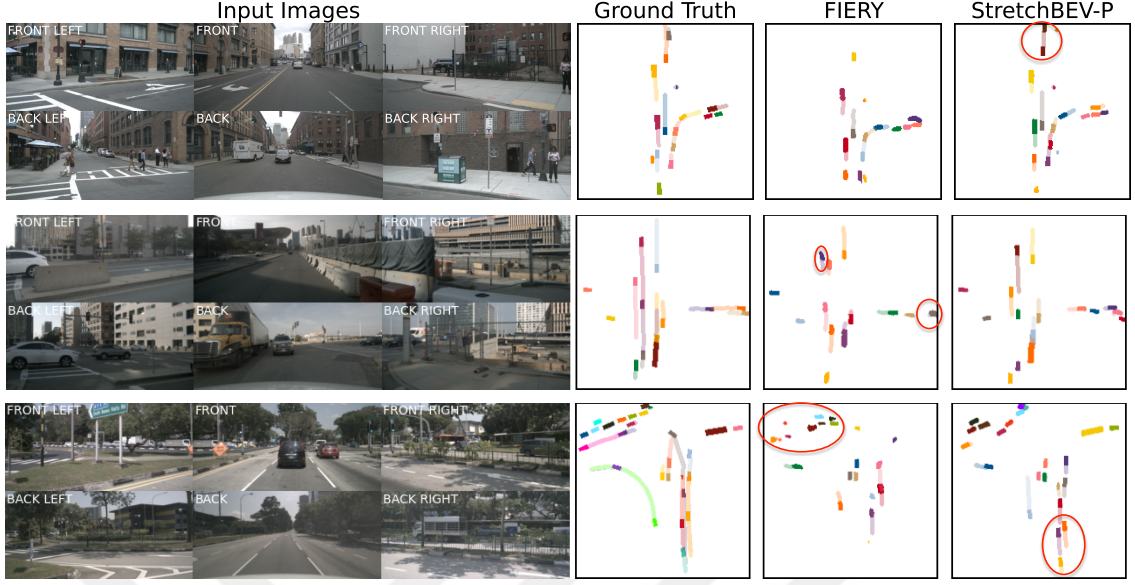 Input Images Ground Truth FIERY StretchBEV-P
FRONT LEFT FRONT FRONT RIGHT
BACK LEFT BACK BACK RIGHT
FRONT LEFT FRONT FRONT RIGHT
BACK LEFT BACK BACK RIGHT
FRONT LEFT FRONT FRONT RIGHT
BACK LEFT BACK BACK RIGHT